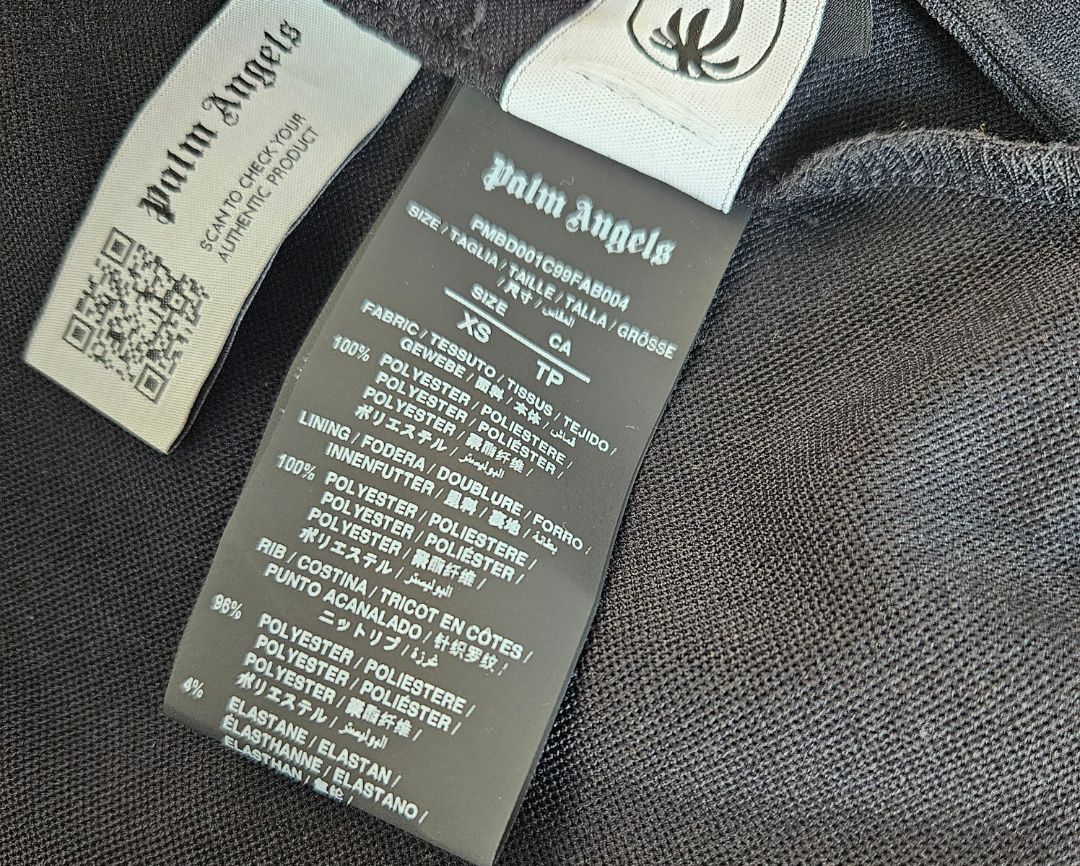 Palm Angels
SCAN TO CHECK YOUR
AUTHENTIC PRODUCT
Palm Angels
PMBD001C99FAB004
SIZE / TAGLIA / TAILLE / TALLA / GRÖSSE
/ 尺寸 / المقاس /
SIZE CA
XS TP
FABRIC / TESSUTO / TISSUS / TEJIDO /
GEWEBE / 面料 / 本体 / قماش /
100% POLYESTER / POLIESTERE /
POLYESTER / POLIÉSTER /
POLYESTER / 聚酯纤维 /
ポリエステル / البوليستر /
LINING / FODERA / DOUBLURE / FORRO /
INNENFUTTER / 里料 / 裏地 / بطانة /
100% POLYESTER / POLIESTERE /
POLYESTER / POLIÉSTER /
POLYESTER / 聚酯纤维 /
ポリエステル / البوليستر /
RIB / COSTINA / TRICOT EN CÔTES /
PUNTO ACANALADO / 针织罗纹 /
ニットリブ / غرزة /
96% POLYESTER / POLIESTERE /
POLYESTER / POLIÉSTER /
POLYESTER / 聚酯纤维 /
ポリエステル / البوليستر /
4% ELASTANE / ELASTAN /
ÉLASTHANNE / ELASTANO /
ELASTHAN /